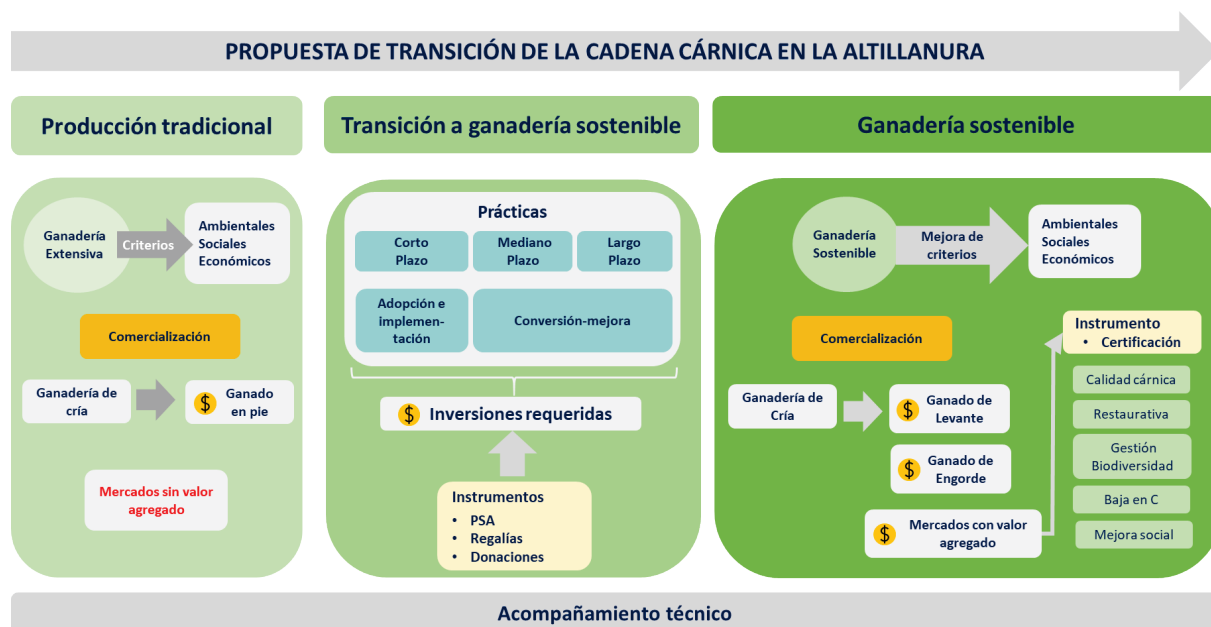 PROPUESTA DE TRANSICIÓN DE LA CADENA CÁRNICA EN LA ALTILLANURA
Producción tradicional
Ganadería
Extensiva
Criterios
Ambientales
Sociales
Económicos
Comercialización
Ganadería de
cría
$
Ganado
en pie
Mercados sin valor
agregado
Transición a ganadería sostenible
Prácticas
Corto
Plazo
Mediano
Plazo
Largo
Plazo
Adopción e
implemen-
tación
Conversión-mejora
$ Inversiones requeridas
Instrumentos
• PSA
• Regalías
• Donaciones
Ganadería sostenible
Ganadería
Sostenible
Mejora de
criterios
Ambientales
Sociales
Económicos
Comercialización
Ganadería de
Cría
$
Ganado de
Levante
$
Ganado de
Engorde
$
Mercados con valor
agregado
Instrumento
• Certificación
Calidad cárnica
Restaurativa
Gestión
Biodiversidad
Baja en C
Mejora social
Acompañamiento técnico